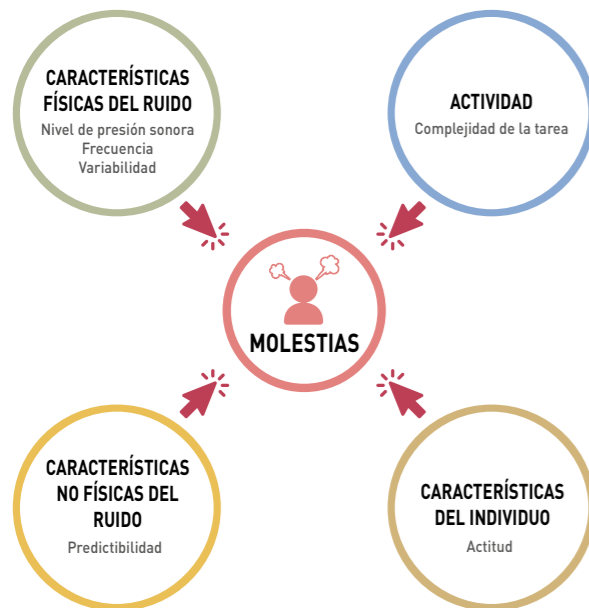 CARACTERÍSTICAS
FÍSICAS DEL RUIDO
Nivel de presión sonora
Frecuencia
Variabilidad
ACTIVIDAD
Complejidad de la tarea
MOLESTIAS
CARACTERÍSTICAS
NO FÍSICAS DEL
RUIDO
Predictibilidad
CARACTERÍSTICAS
DEL INDIVIDUO
Actitud